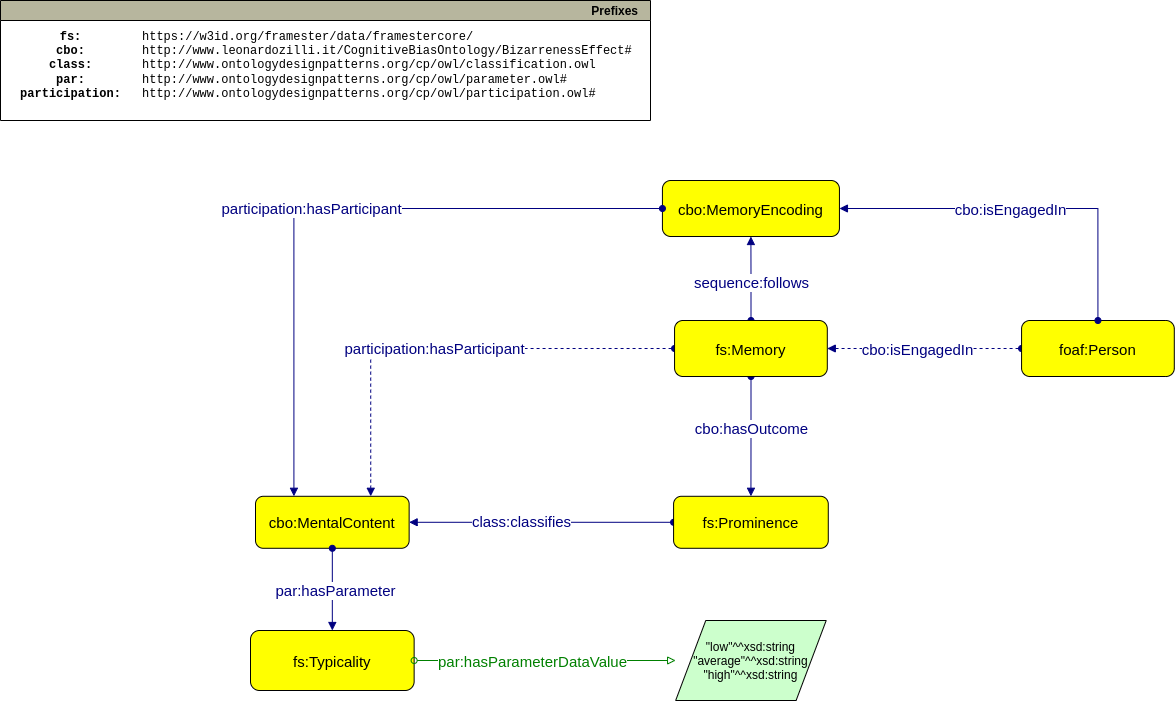 Prefixes
fs: https://w3id.org/framester/data/framestercore/
cbo: http://www.leonardozilli.it/CognitiveBiasOntology/BizarrenessEffect#
class: http://www.ontologydesignpatterns.org/cp/owl/classification.owl
par: http://www.ontologydesignpatterns.org/cp/owl/parameter.owl#
participation: http://www.ontologydesignpatterns.org/cp/owl/participation.owl#
participation:hasParticipant
cbo:MemoryEncoding
cbo:isEngagedIn
sequence:follows
participation:hasParticipant
fs:Memory
cbo:isEngagedIn
foaf:Person
cbo:hasOutcome
cbo:MentalContent
class:classifies
fs:Prominence
par:hasParameter
fs:Typicality
par:hasParameterDataValue
"low"^^xsd:string
"average"^^xsd:string
"high"^^xsd:string